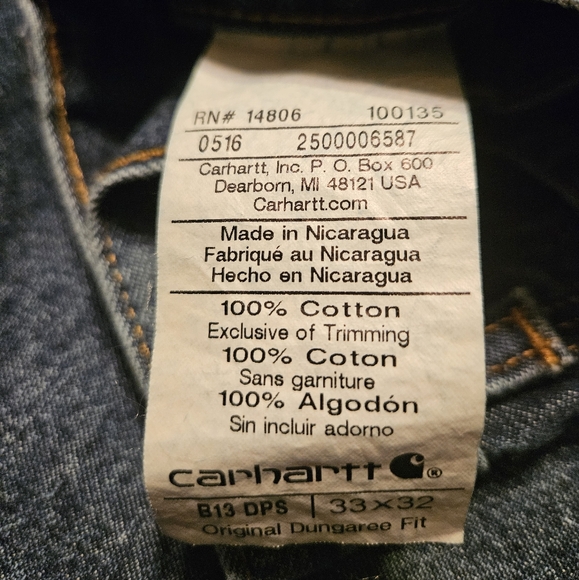 RN# 14806 100135
0516 2500006587
Carhartt, Inc. P. O. Box 600
Dearborn, MI 48121 USA
Carhartt.com
Made in Nicaragua
Fabriqué au Nicaragua
Hecho en Nicaragua
100% Cotton
Exclusive of Trimming
100% Coton
Sans garniture
100% Algodón
Sin incluir adorno
carhartt ®
B13 DPS | 33x32
Original Dungaree Fit